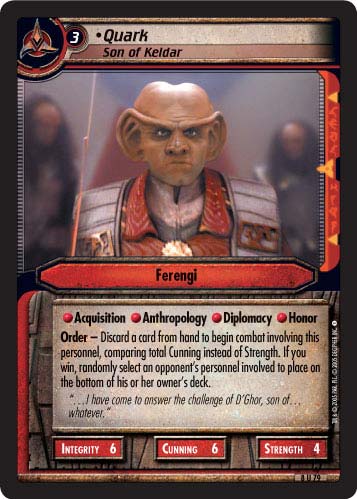 3
•Quark
Son of Keldar
Ferengi
Acquisition Anthropology Diplomacy Honor
Order – Discard a card from hand to begin combat involving this
personnel, comparing total Cunning instead of Strength. If you
win, randomly select an opponent's personnel involved to place on
the bottom of his or her owner's deck.
“…I have come to answer the challenge of D'Ghor, son of…
whatever.”
INTEGRITY 6 CUNNING 6 STRENGTH 4
8 U 79